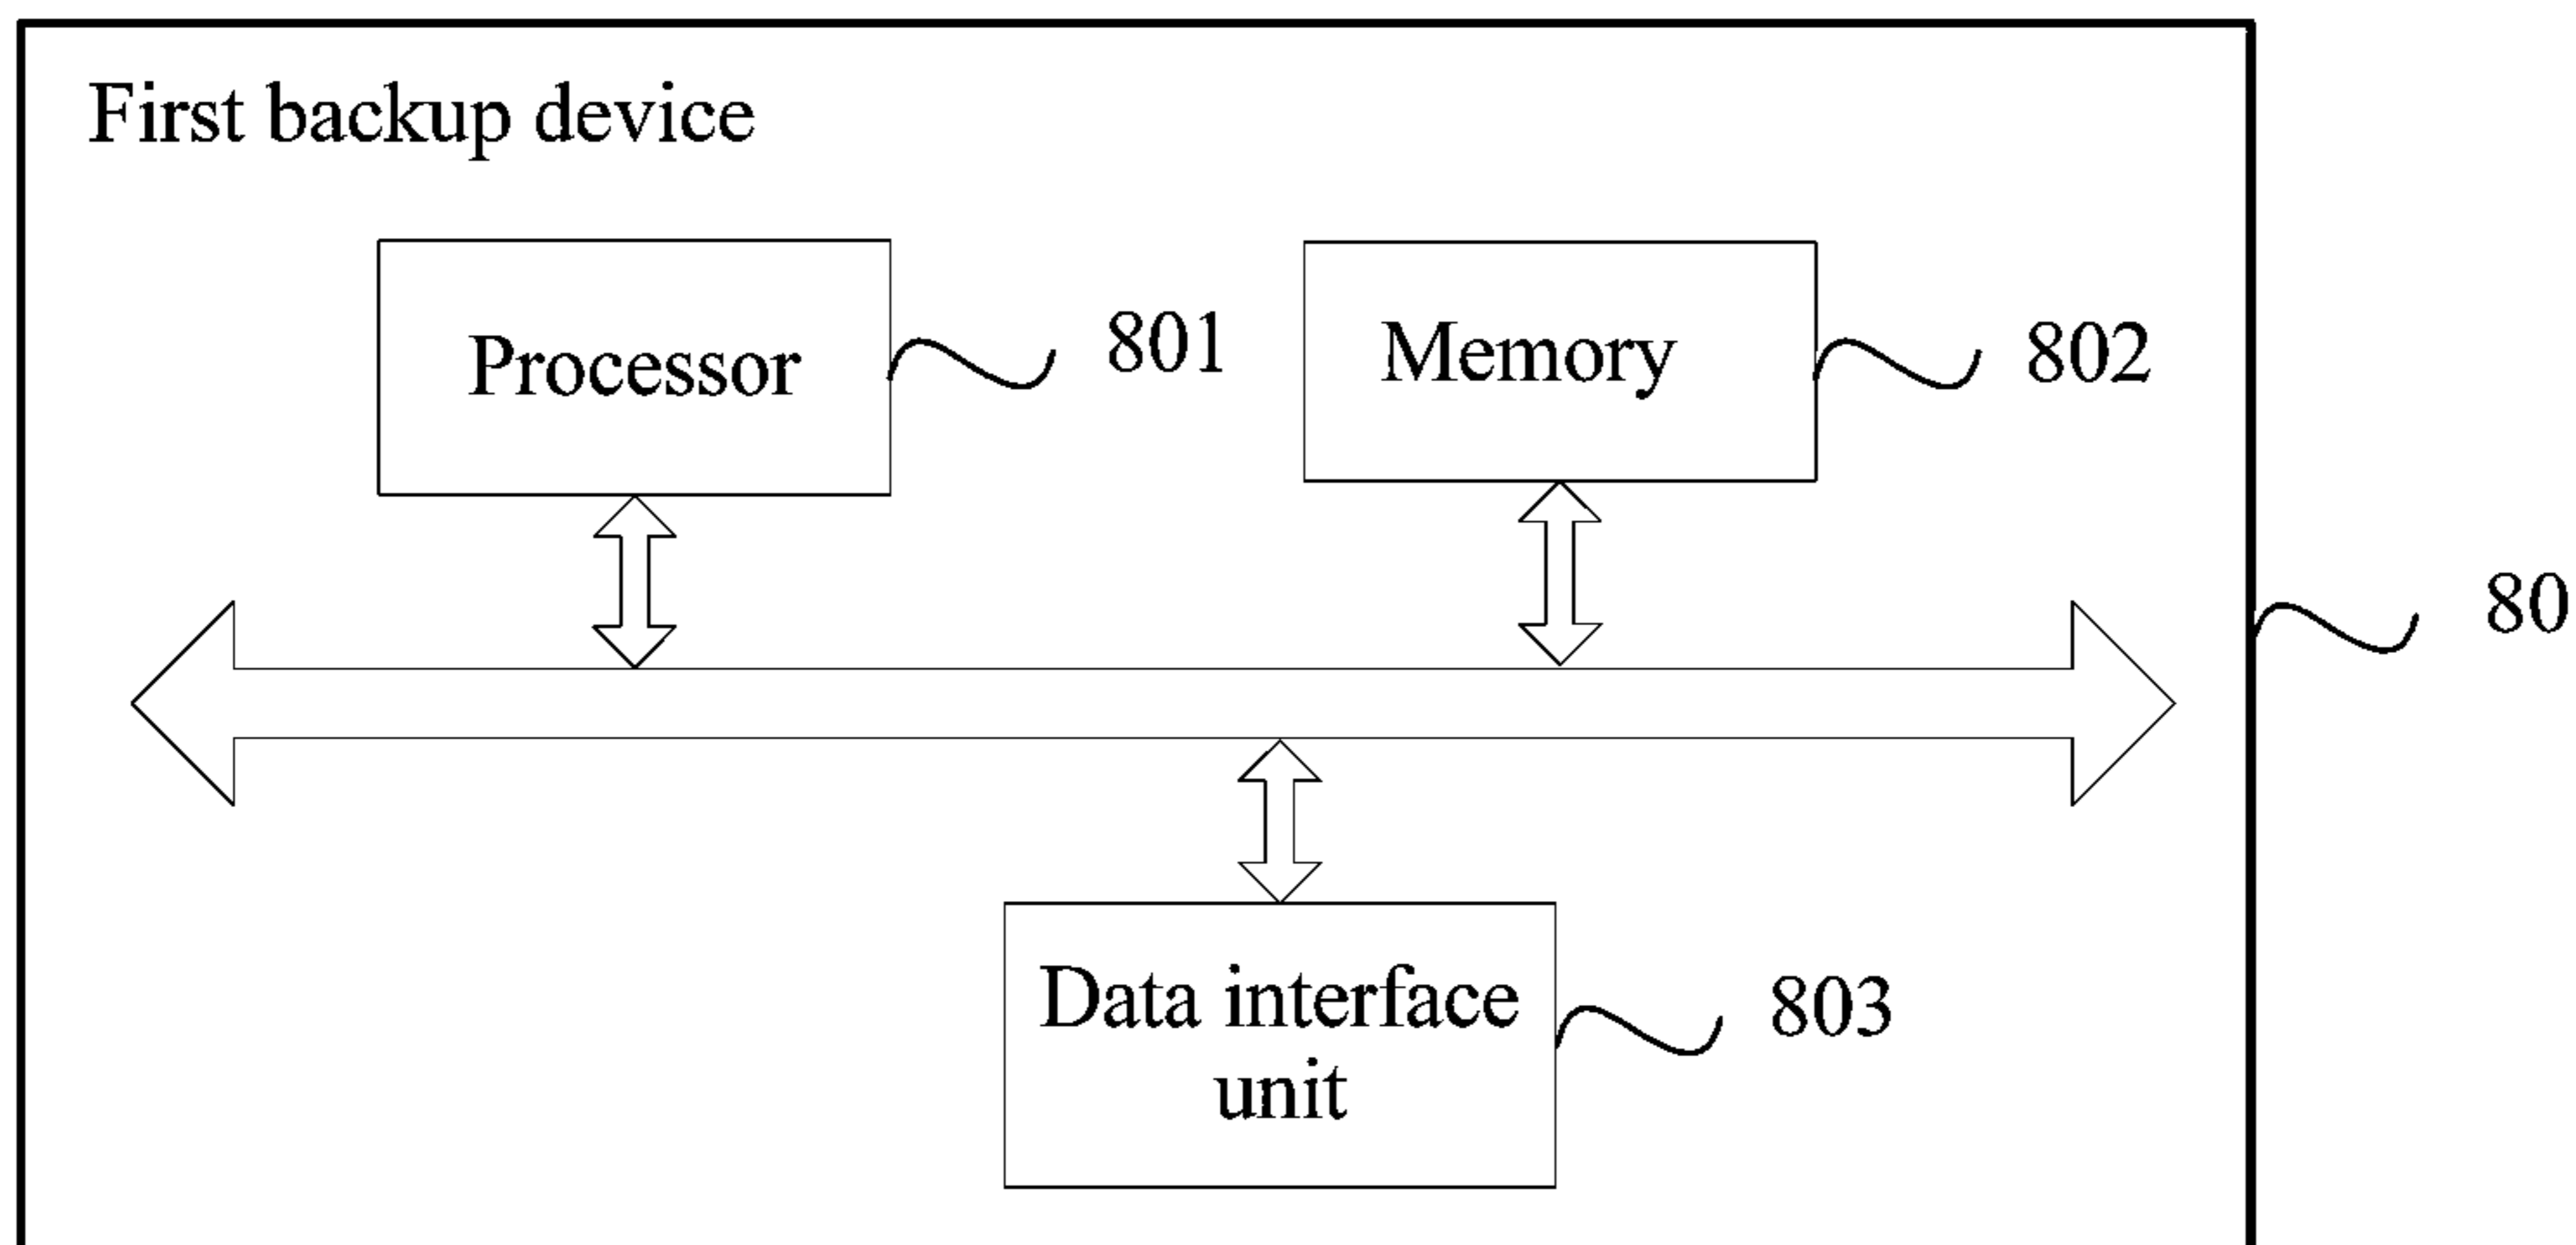 First backup device
Processor
801
Memory
802
80
Data interface
unit
803